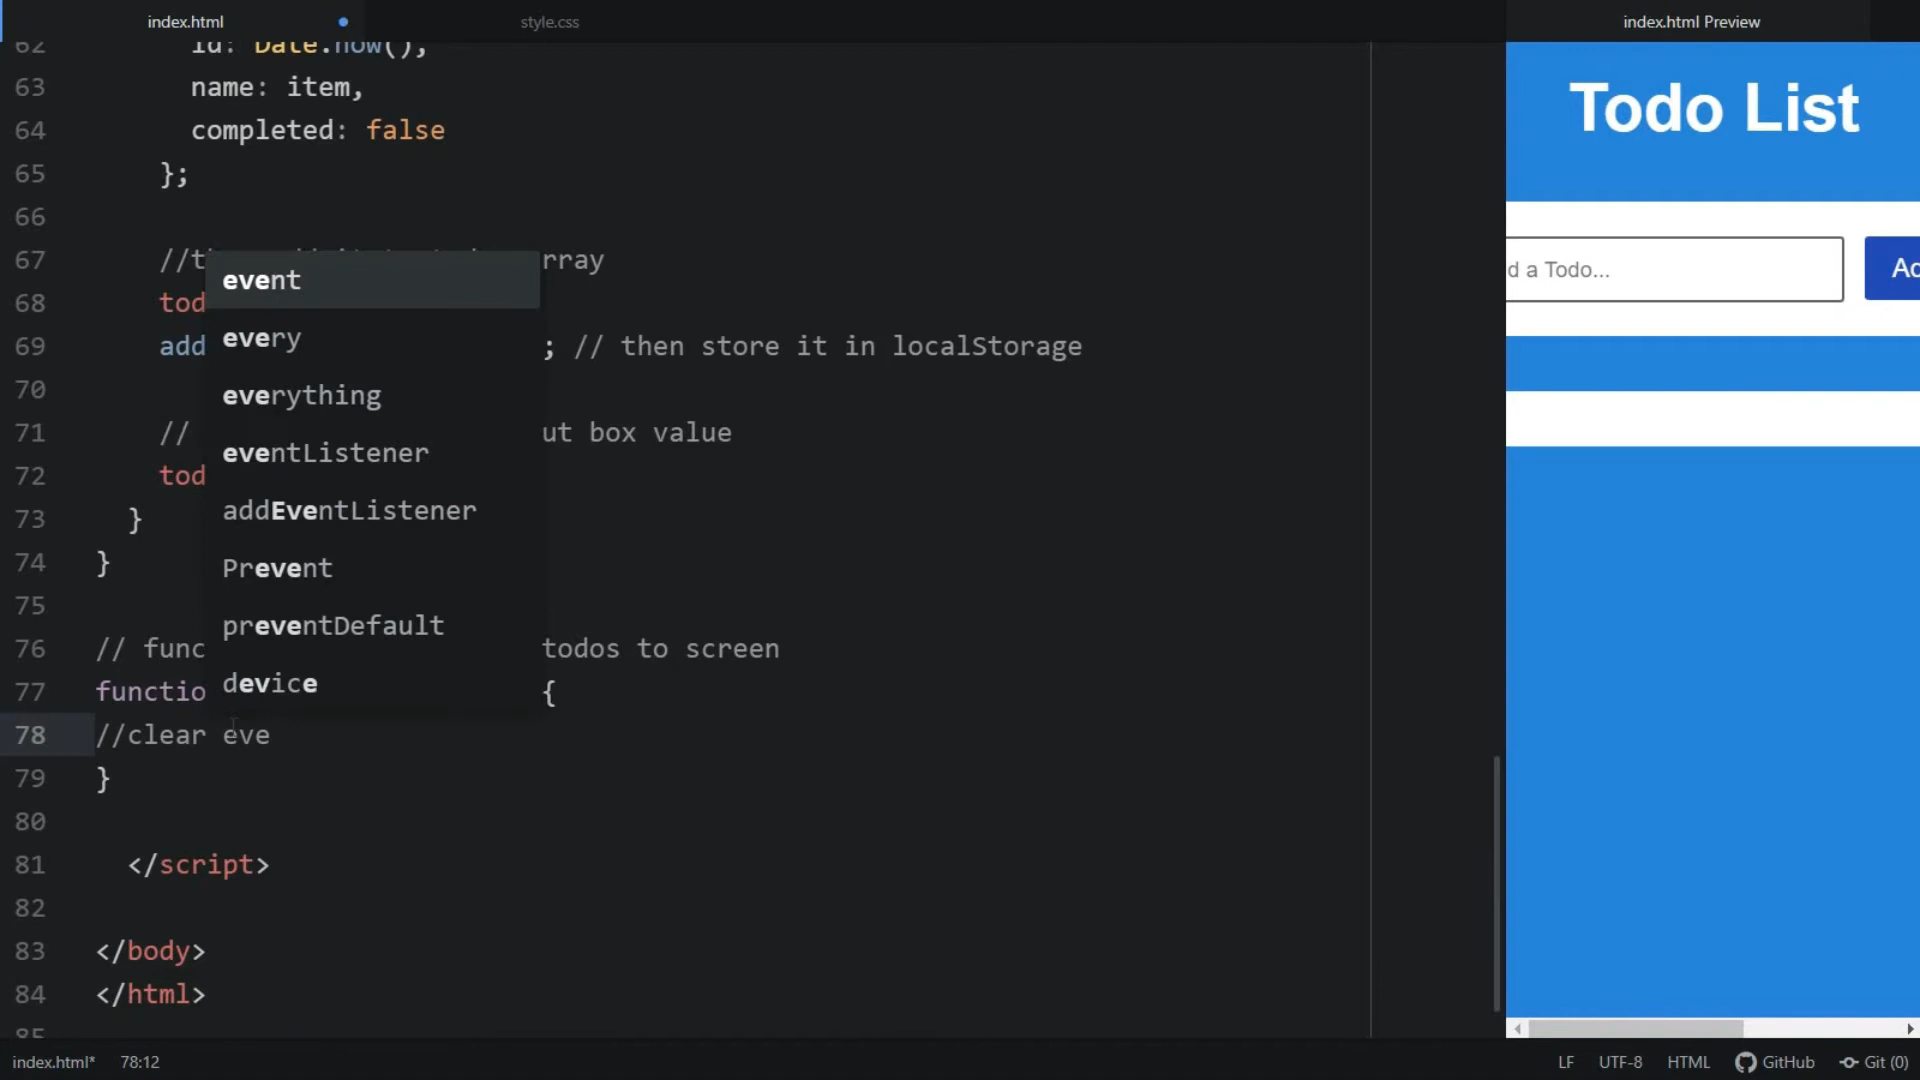 index.html
style.css
index.html Preview
62 id: Date.now(),
63 name: item,
64 completed: false
65 };
66
67 //t rray
68 tod
69 add ; // then store it in localStorage
70
71 // ut box value
72 tod
73 }
74 }
75
76 // func todos to screen
77 functio {
78 //clear eve
79 }
80
81 </script>
82
83 </body>
84 </html>
85
event
every
everything
eventListener
addEventListener
Prevent
preventDefault
device
Todo List
d a Todo...
Ad
index.html* 78:12
LF UTF-8 HTML GitHub Git (0)